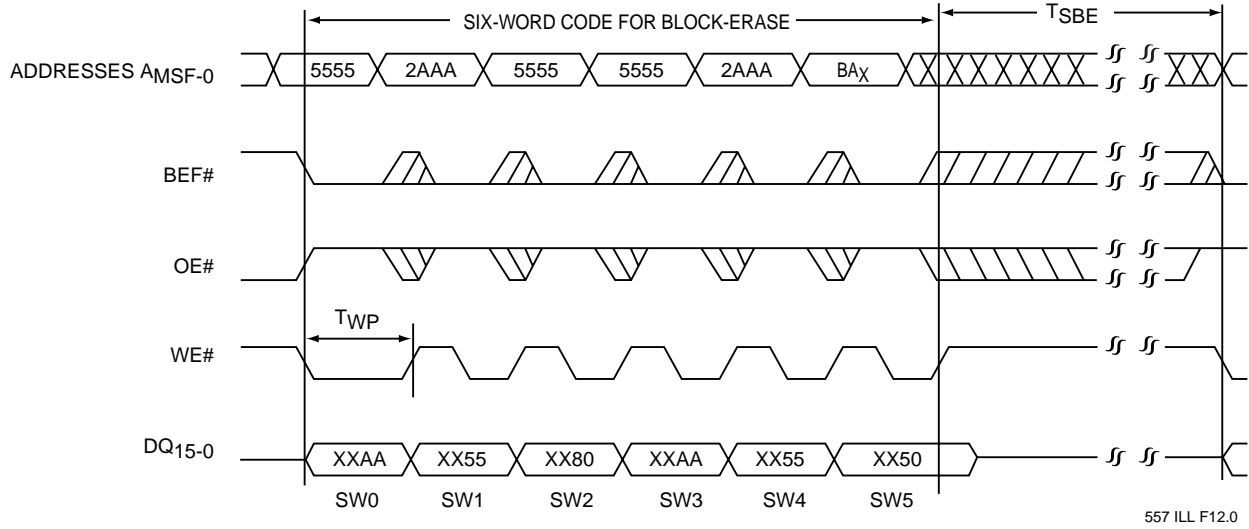 SIX-WORD CODE FOR BLOCK-ERASE TSBE
ADDRESSES AMSF-0 5555 2AAA 5555 5555 2AAA BAX
BEF#
OE#
TWP
WE#
DQ15-0 XXAA XX55 XX80 XXAA XX55 XX50
SW0 SW1 SW2 SW3 SW4 SW5
557 ILL F12.0